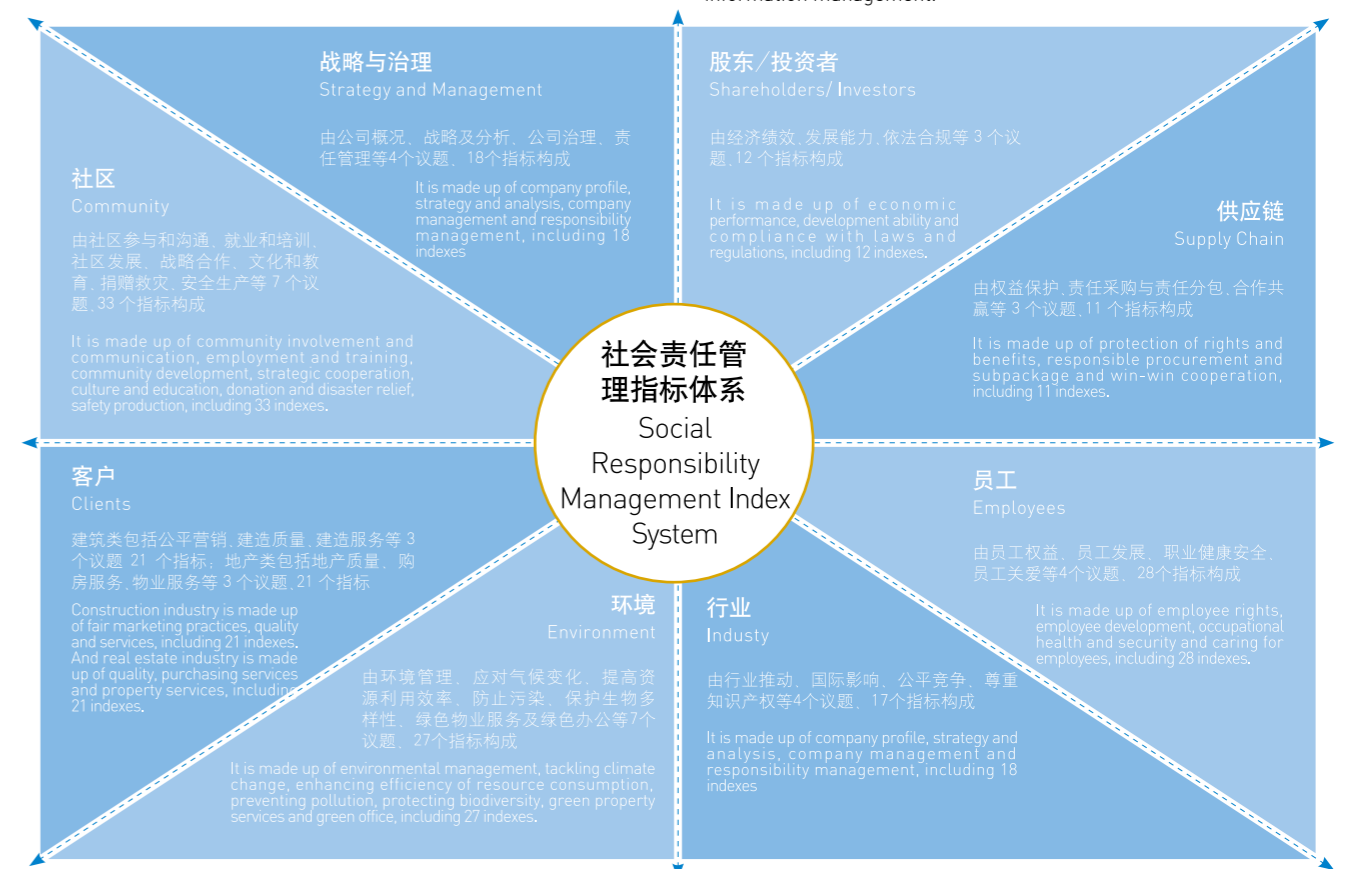 战略与治理
Strategy and Management
由公司概况、战略及分析、公司治理、责
任管理等4个议题、18个指标构成
It is made up of company profile,
strategy and analysis, company
management and responsibility
management, including 18
indexes
股东/投资者
Shareholders/ Investors
由经济绩效、发展能力、依法合规等 3 个议
题、12 个指标构成
It is made up of economic
performance, development ability and
compliance with laws and
regulations, including 12 indexes.
社区
Community
由社区参与和沟通、就业和培训、
社区发展、战略合作、文化和教
育、捐赠救灾、安全生产等 7 个议
题、33 个指标构成
It is made up of community involvement and
communication, employment and training,
community development, strategic cooperation,
culture and education, donation and disaster relief,
safety production, including 33 indexes.
供应链
Supply Chain
由权益保护、责任采购与责任分包、合作共
赢等 3 个议题、11 个指标构成
It is made up of protection of rights and
benefits, responsible procurement and
subpackage and win-win cooperation,
including 11 indexes.
社会责任管
理指标体系
Social
Responsibility
Management Index
System
客户
Clients
建筑类包括公平营销、建造质量、建造服务等 3
个议题 21 个指标；地产类包括地产质量、购
房服务、物业服务等 3 个议题、21 个指标
Construction industry is made up
of fair marketing practices, quality
and services, including 21 indexes.
And real estate industry is made
up of quality, purchasing services
and property services, including
21 indexes.
环境
Environment
由环境管理、应对气候变化、提高资
源利用效率、防止污染、保护生物多
样性、绿色物业服务及绿色办公等7个
议题、27个指标构成
It is made up of environmental management, tackling climate
change, enhancing efficiency of resource consumption,
preventing pollution, protecting biodiversity, green property
services and green office, including 27 indexes.
行业
Industy
由行业推动、国际影响、公平竞争、尊重
知识产权等4个议题、17个指标构成
It is made up of company profile, strategy and
analysis, company management and
responsibility management, including 18
indexes
员工
Employees
由员工权益、员工发展、职业健康安全、
员工关爱等4个议题、28个指标构成
It is made up of employee rights,
employee development, occupational
health and security and caring for
employees, including 28 indexes.